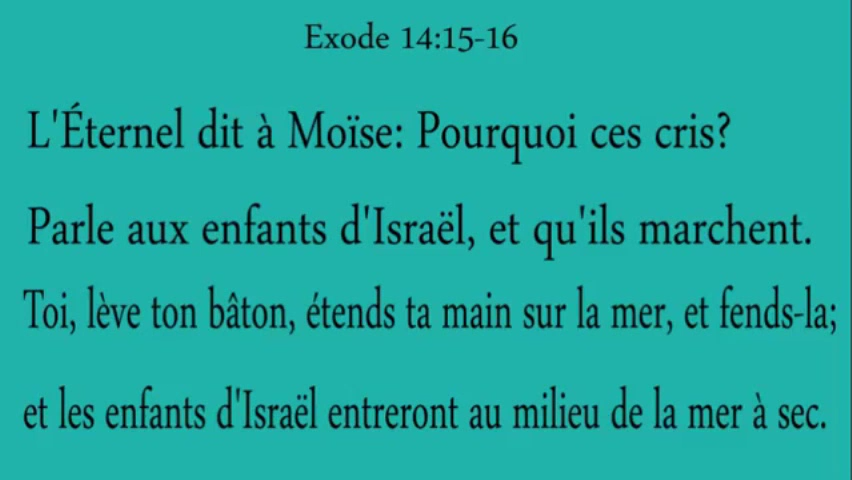 Exode 14:15-16
L'Éternel dit à Moïse: Pourquoi ces cris?
Parle aux enfants d'Israël, et qu'ils marchent.
Toi, lève ton bâton, étends ta main sur la mer, et fends-la;
et les enfants d'Israël entreront au milieu de la mer à sec.